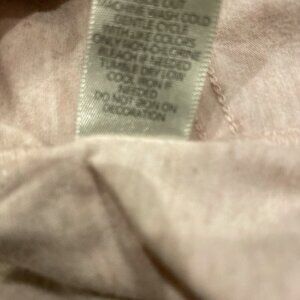 MACHINE WASH COLD
GENTLE CYCLE
WITH LIKE COLORS
ONLY NON-CHLORINE
BLEACH IF NEEDED
TUMBLE DRY LOW
COOL IRON IF
NEEDED
DO NOT IRON ON
DECORATION